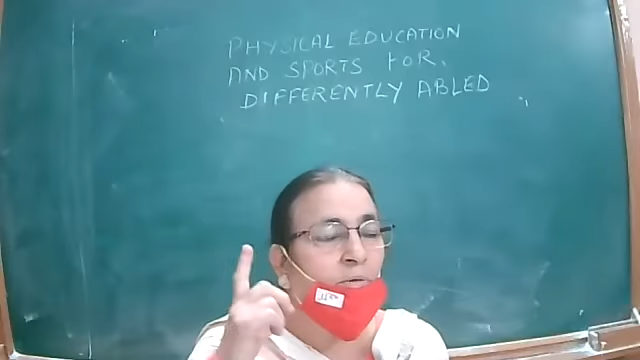 PHYSICAL EDUCATION
AND SPORTS FOR.
DIFFERENTLY ABLED